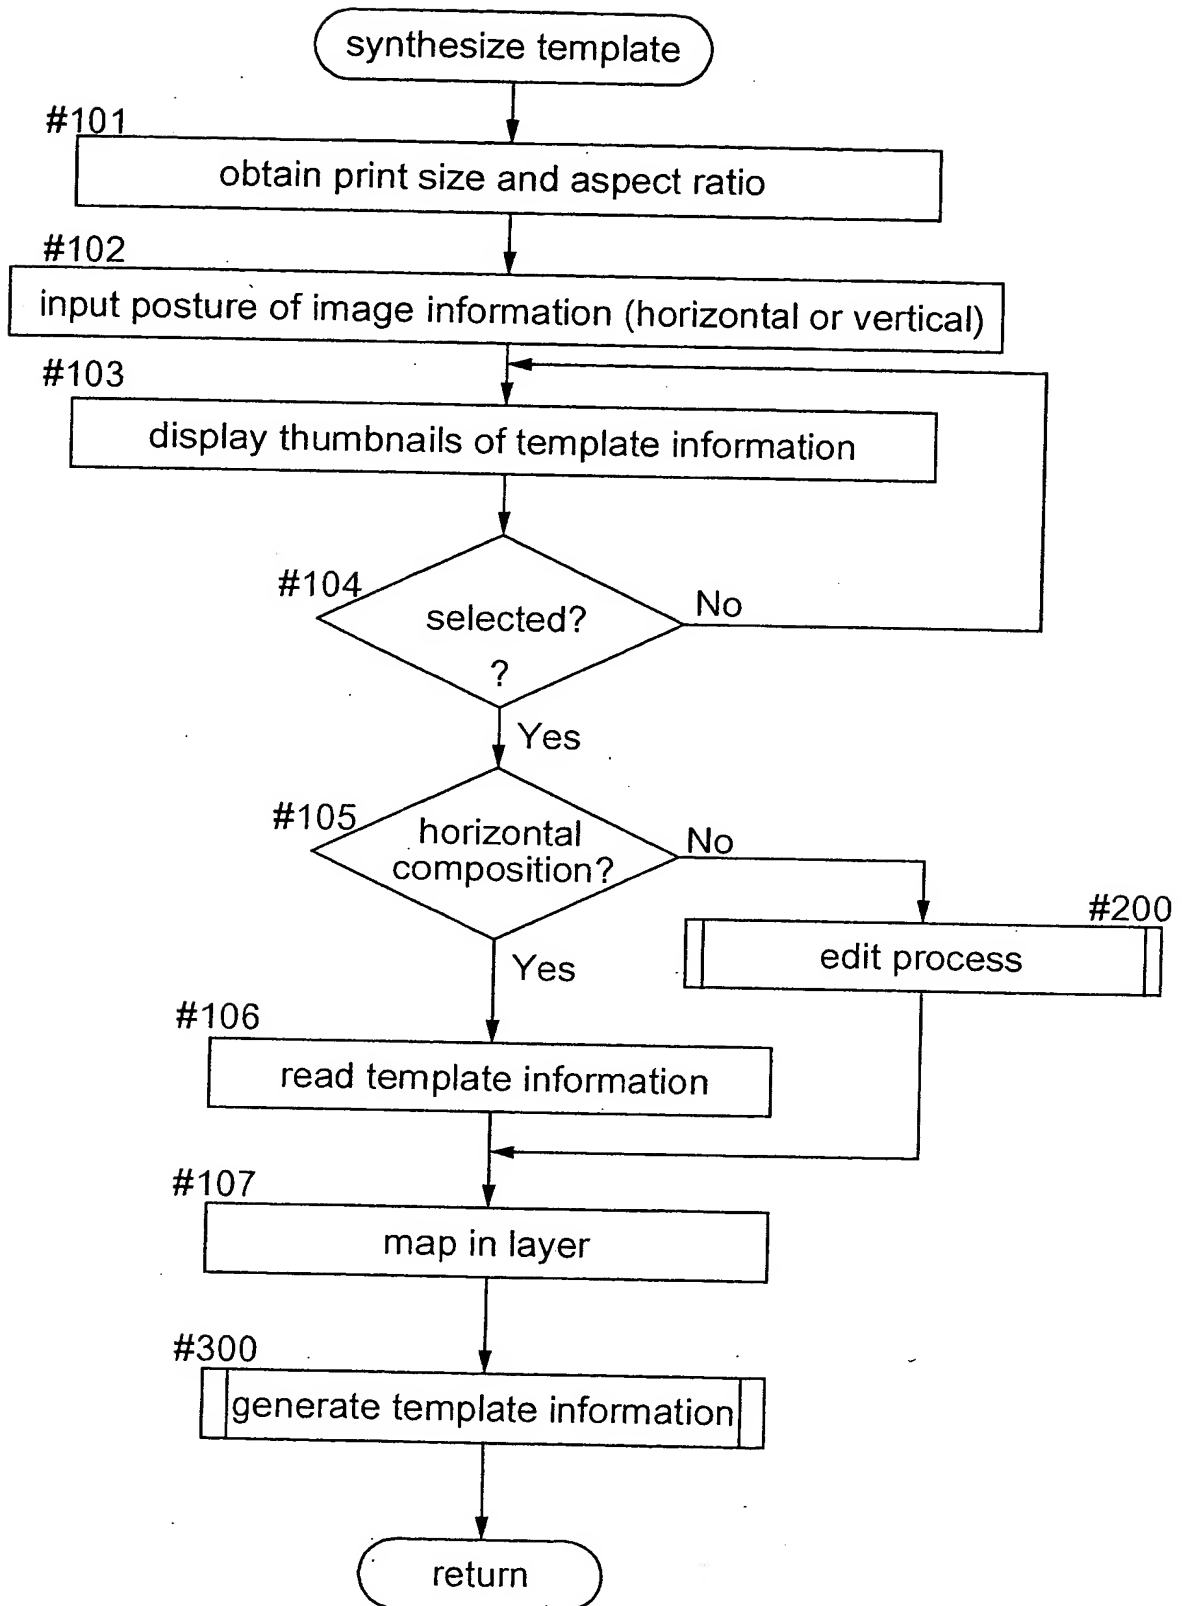 synthesize template
#101
obtain print size and aspect ratio
#102
input posture of image information (horizontal or vertical)
#103
display thumbnails of template information
#104
selected?
?
No
Yes
#105
horizontal
composition?
No
Yes
#200
edit process
#106
read template information
#107
map in layer
#300
generate template information
return